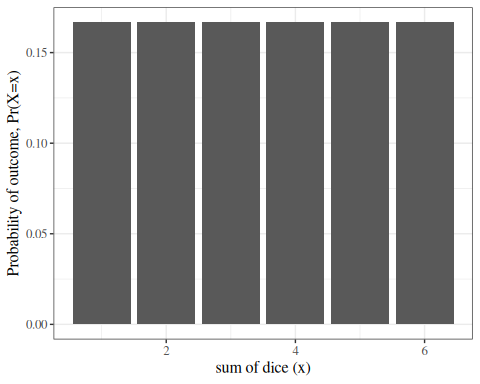 Probability of outcome, Pr(X=x)
0.15
0.10
0.05
0.00
2 4 6
sum of dice (x)